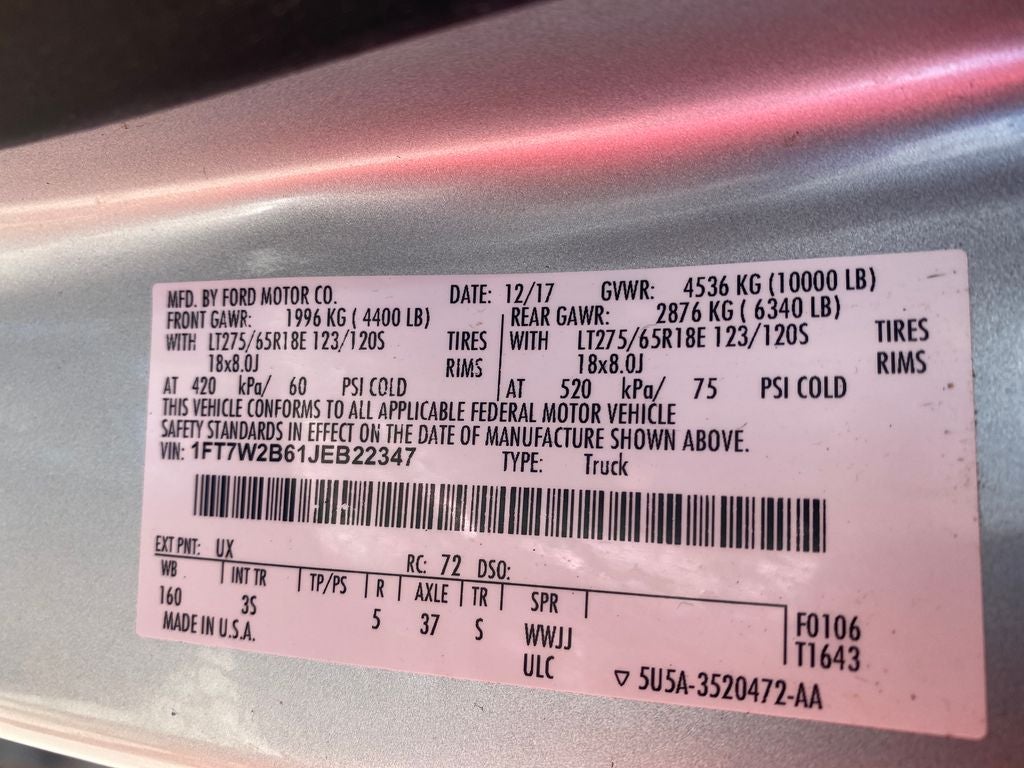 MFD. BY FORD MOTOR CO. DATE: 12/17 GVWR: 4536 KG (10000 LB)
FRONT GAWR: 1996 KG ( 4400 LB) REAR GAWR: 2876 KG ( 6340 LB)
WITH LT275/65R18E 123/120S TIRES WITH LT275/65R18E 123/120S TIRES
18x8.0J RIMS 18x8.0J RIMS
AT 420 kPa/ 60 PSI COLD AT 520 kPa/ 75 PSI COLD
THIS VEHICLE CONFORMS TO ALL APPLICABLE FEDERAL MOTOR VEHICLE
SAFETY STANDARDS IN EFFECT ON THE DATE OF MANUFACTURE SHOWN ABOVE.
VIN: 1FT7W2B61JEB22347 TYPE: Truck
EXT PNT: UX RC: 72 DSO:
WB INT TR TP/PS R AXLE TR SPR
160 3S 5 37 S WWJJ F0106
MADE IN U.S.A. ULC T1643
5U5A-3520472-AA